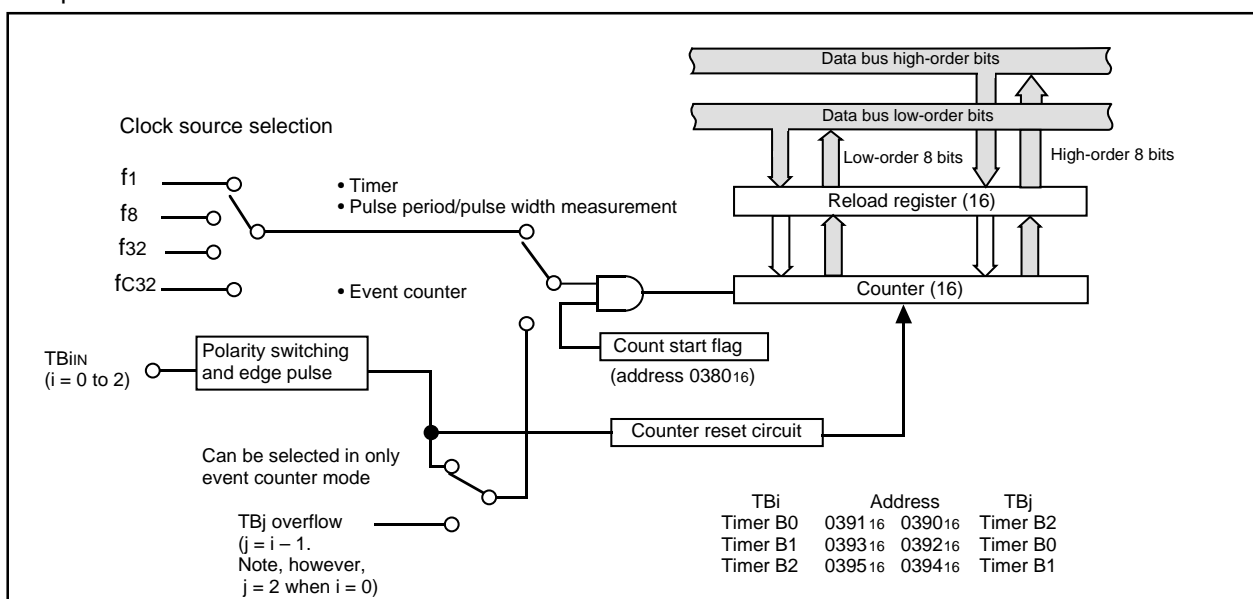 Data bus high-order bits
Data bus low-order bits
Low-order 8 bits
High-order 8 bits
Clock source selection
f1
f8
f32
fC32
• Timer
• Pulse period/pulse width measurement
• Event counter
Reload register (16)
Counter (16)
Count start flag
(address 038016)
TBiIN
(i = 0 to 2)
Polarity switching
and edge pulse
Counter reset circuit
Can be selected in only
event counter mode
TBj overflow
(j = i – 1.
Note, however,
j = 2 when i = 0)
TBi Address TBj
Timer B0 039116 039016 Timer B2
Timer B1 039316 039216 Timer B0
Timer B2 039516 039416 Timer B1